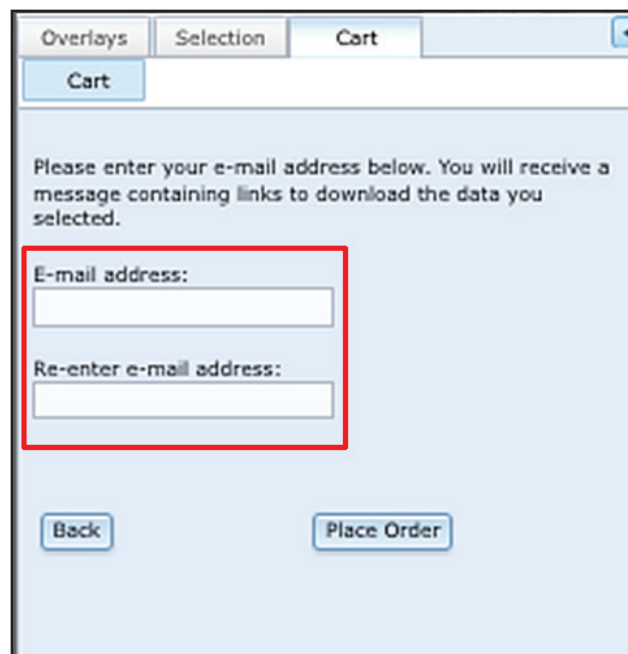 Overlays Selection Cart
Cart
Please enter your e-mail address below. You will receive a
message containing links to download the data you
selected.
E-mail address:
Re-enter e-mail address:
Back Place Order